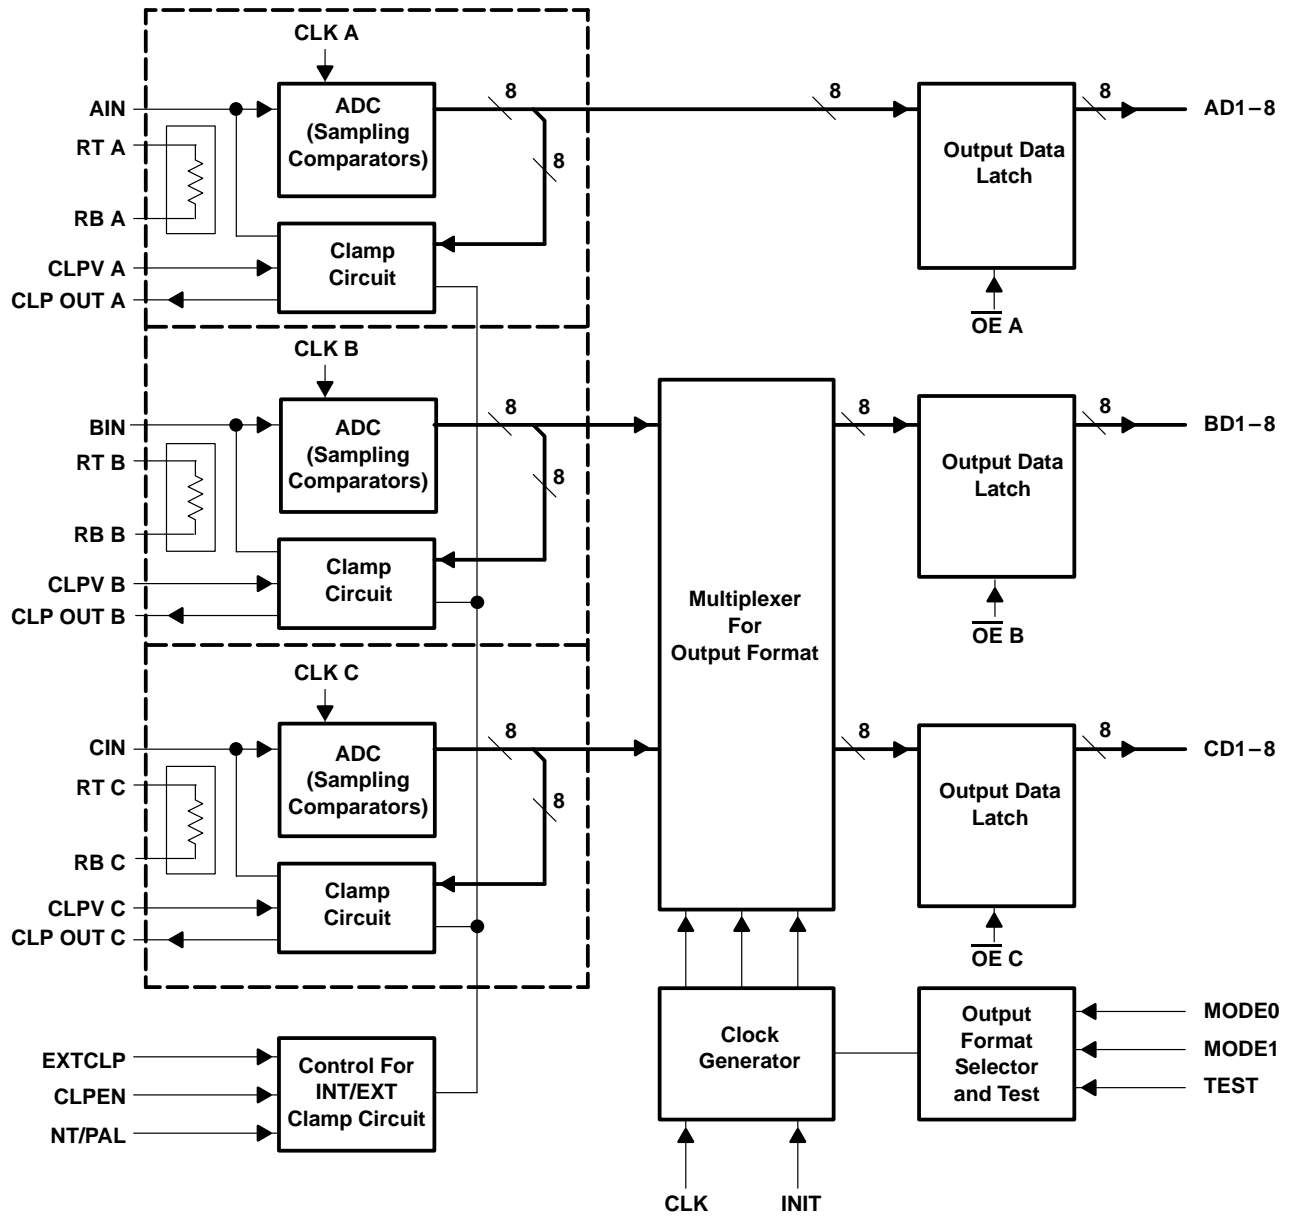 CLK A
AIN
ADC
(Sampling
Comparators)
8
8
8
8
AD1–8
RT A
RB A
Output Data
Latch
CLPV A
Clamp
Circuit
CLP OUT A
OE A
CLK B
BIN
ADC
(Sampling
Comparators)
8
8
8
8
BD1–8
RT B
RB B
Output Data
Latch
CLPV B
Clamp
Circuit
CLP OUT B
OE B
Multiplexer
For
Output Format
CLK C
CIN
ADC
(Sampling
Comparators)
8
8
8
8
CD1–8
RT C
RB C
Output Data
Latch
CLPV C
Clamp
Circuit
CLP OUT C
OE C
EXTCLP
CLPEN
NT/PAL
Control For
INT/EXT
Clamp Circuit
Clock
Generator
Output
Format
Selector
and Test
MODE0
MODE1
TEST
CLK
INIT